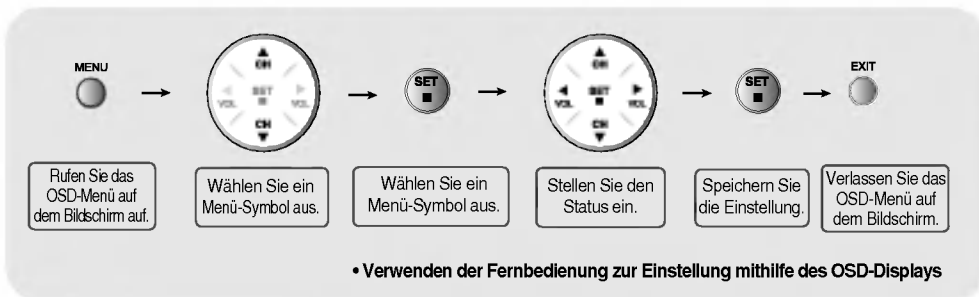 MENU
CH
VOL SET VOL
CH
SET
CH
VOL SET VOL
CH
SET
EXIT
Rufen Sie das
OSD-Menü auf
dem Bildschirm auf.
Wählen Sie ein
Menü-Symbol aus.
Wählen Sie ein
Menü-Symbol aus.
Stellen Sie den
Status ein.
Speichern Sie
die Einstellung.
Verlassen Sie das
OSD-Menü auf
dem Bildschirm.
• Verwenden der Fernbedienung zur Einstellung mithilfe des OSD-Displays